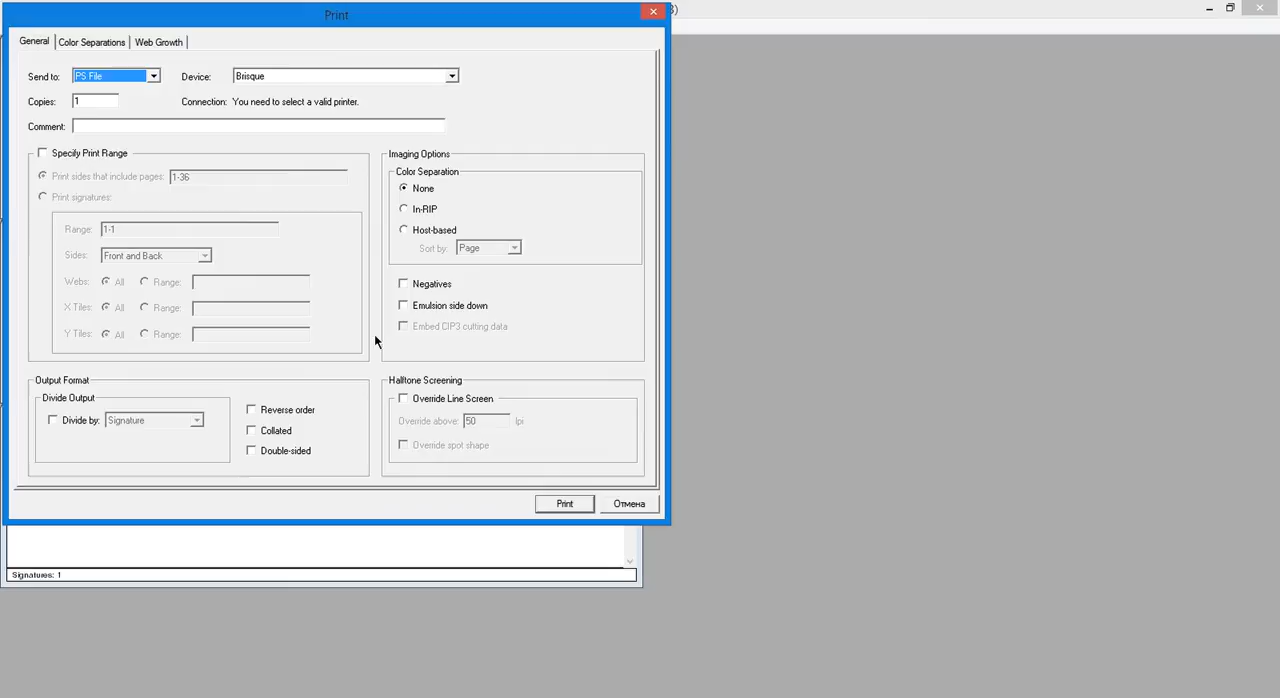 Print
3)
General
Color Separations
Web Growth
Send to: PS File
Device: Brisque
Copies: 1
Connection: You need to select a valid printer.
Comment:
Specify Print Range
Print sides that include pages: 1-36
Print signatures:
Range: 1-1
Sides: Front and Back
Webs: All Range:
X Tiles: All Range:
Y Tiles: All Range:
Imaging Options
Color Separation
None
In-RIP
Host-based
Sort by: Page
Negatives
Emulsion side down
Embed CIP3 cutting data
Output Format
Divide Output
Divide by: Signature
Reverse order
Collated
Double-sided
Halftone Screening
Override Line Screen
Override above: 50 lpi
Override spot shape
Print
Отмена
Signatures: 1